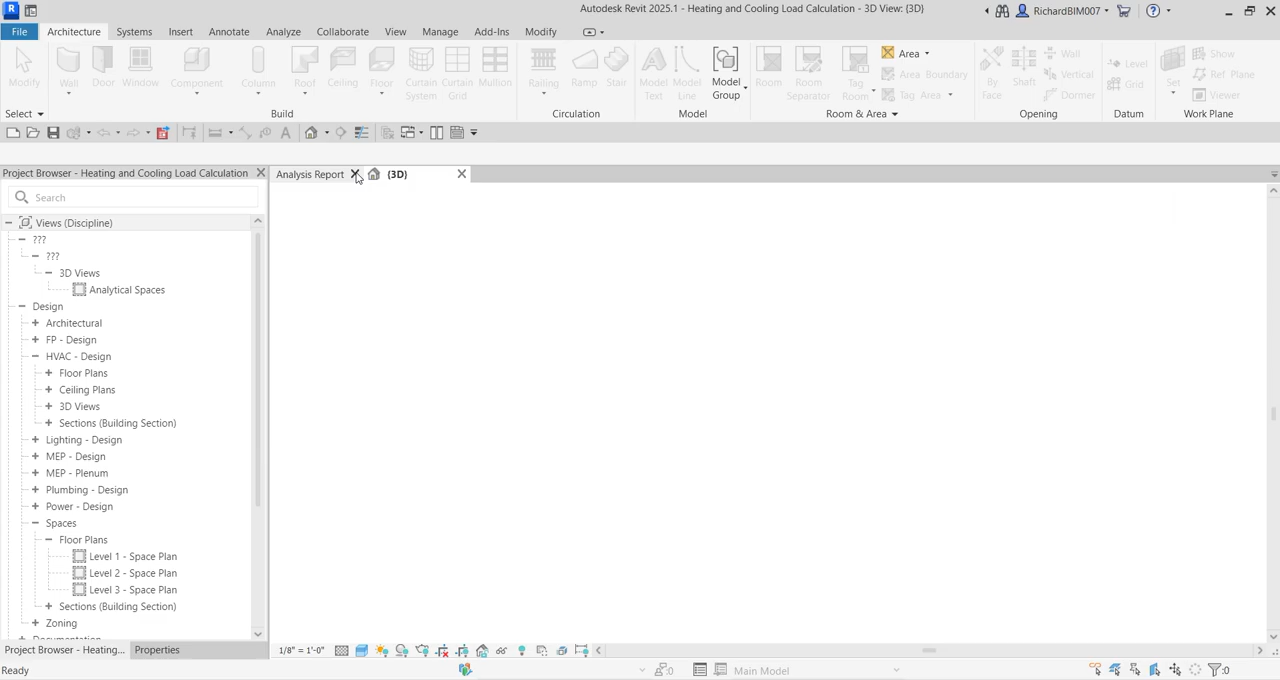 Autodesk Revit 2025.1 - Heating and Cooling Load Calculation - 3D View: {3D}
RichardBIM007
File Architecture Systems Insert Annotate Analyze Collaborate View Manage Add-Ins Modify
Modify Wall Door Window Component Column Roof Ceiling Floor Curtain System Curtain Grid Mullion Railing Ramp Stair Model Text Model Line Model Group Room Room Separator Tag Room Area Area Boundary Tag Area By Face Shaft Wall Vertical Dormer Level Grid Set Show Ref Plane Viewer
Select Build Circulation Model Room & Area Opening Datum Work Plane
Project Browser - Heating and Cooling Load Calculation
Analysis Report {3D}
Search
Views (Discipline)
???
???
3D Views
Analytical Spaces
Design
Architectural
FP - Design
HVAC - Design
Floor Plans
Ceiling Plans
3D Views
Sections (Building Section)
Lighting - Design
MEP - Design
MEP - Plenum
Plumbing - Design
Power - Design
Spaces
Floor Plans
Level 1 - Space Plan
Level 2 - Space Plan
Level 3 - Space Plan
Sections (Building Section)
Zoning
Documentation
Project Browser - Heating... Properties
1/8" = 1'-0"
Ready
:0
Main Model
:0